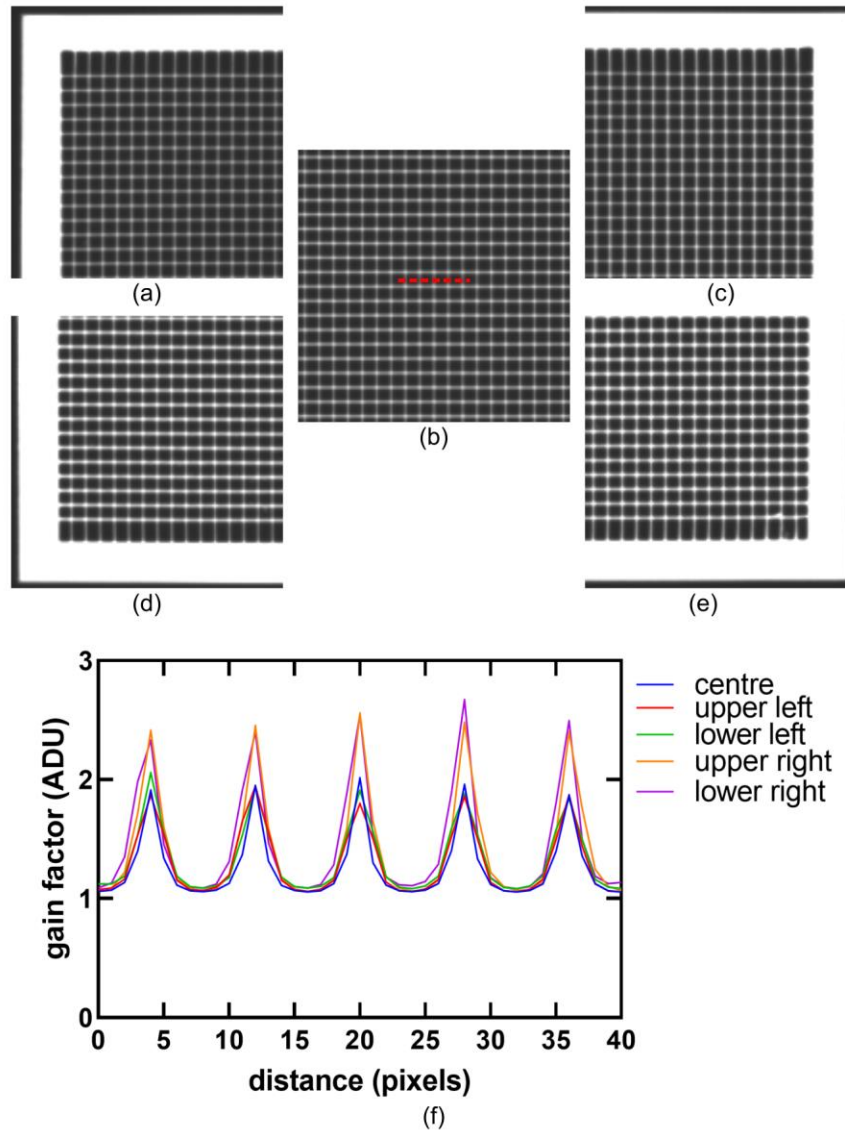 (a)
(b)
(c)
(d)
(e)
3
2
1
0
gain factor (ADU)
0 5 10 15 20 25 30 35 40
distance (pixels)
centre
upper left
lower left
upper right
lower right
(f)